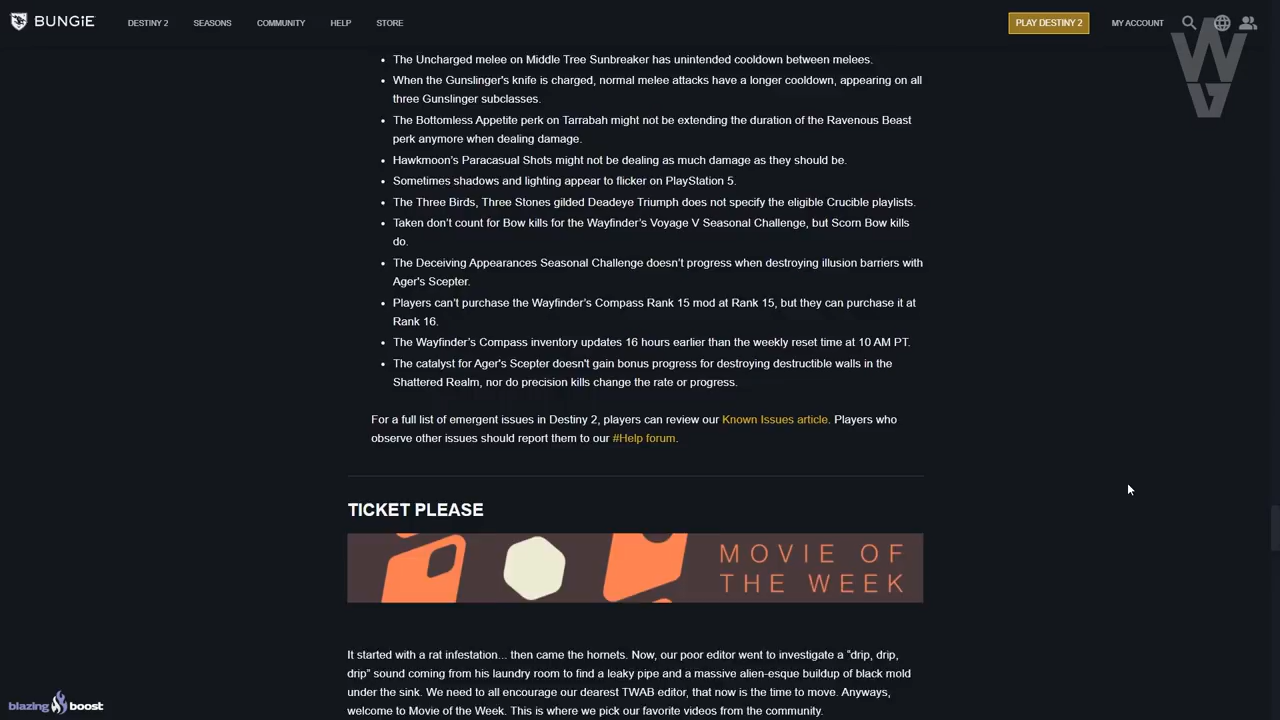 BUNGiE DESTINY 2 SEASONS COMMUNITY HELP STORE PLAY DESTINY 2 MY ACCOUNT
WG
• The Uncharged melee on Middle Tree Sunbreaker has unintended cooldown between melees.
• When the Gunslinger's knife is charged, normal melee attacks have a longer cooldown, appearing on all
three Gunslinger subclasses.
• The Bottomless Appetite perk on Tarrabah might not be extending the duration of the Ravenous Beast
perk anymore when dealing damage.
• Hawkmoon's Paracasual Shots might not be dealing as much damage as they should be.
• Sometimes shadows and lighting appear to flicker on PlayStation 5.
• The Three Birds, Three Stones gilded Deadeye Triumph does not specify the eligible Crucible playlists.
• Taken don't count for Bow kills for the Wayfinder's Voyage V Seasonal Challenge, but Scorn Bow kills
do.
• The Deceiving Appearances Seasonal Challenge doesn't progress when destroying illusion barriers with
Ager's Scepter.
• Players can't purchase the Wayfinder's Compass Rank 15 mod at Rank 15, but they can purchase it at
Rank 16.
• The Wayfinder's Compass inventory updates 16 hours earlier than the weekly reset time at 10 AM PT.
• The catalyst for Ager's Scepter doesn't gain bonus progress for destroying destructible walls in the
Shattered Realm, nor do precision kills change the rate or progress.
For a full list of emergent issues in Destiny 2, players can review our Known Issues article. Players who
observe other issues should report them to our #Help forum.
TICKET PLEASE
MOVIE OF
THE WEEK
It started with a rat infestation... then came the hornets. Now, our poor editor went to investigate a "drip, drip,
drip" sound coming from his laundry room to find a leaky pipe and a massive alien-esque buildup of black mold
under the sink. We need to all encourage our dearest TWAB editor, that now is the time to move. Anyways,
welcome to Movie of the Week. This is where we pick our favorite videos from the community.
blazing boost